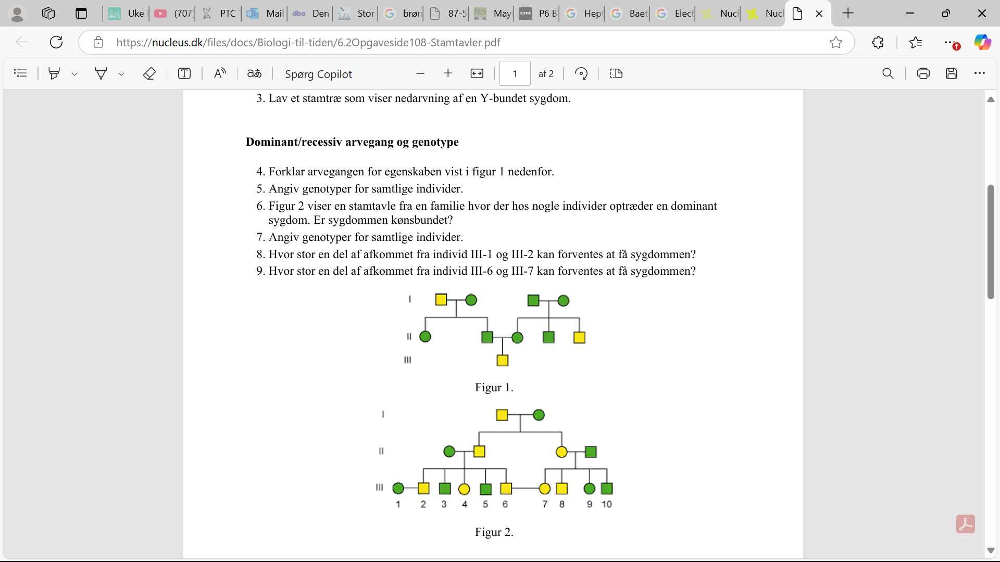 Uke
(707)
PTC
Mail
dba Den
Stor
brøn
87-5
NS May
DR P6 B
Hept
Baet
Elect
Nucl
Nucl
https://nucleus.dk/files/docs/Biologi-til-tiden/6.2Opgaveside108-Stamtavler.pdf
Spørg Copilot
1 af 2
3. Lav et stamtræ som viser nedarvning af en Y-bundet sygdom.
Dominant/recessiv arvegang og genotype
4. Forklar arvegangen for egenskaben vist i figur 1 nedenfor.
5. Angiv genotyper for samtlige individer.
6. Figur 2 viser en stamtavle fra en familie hvor der hos nogle individer optræder en dominant
sygdom. Er sygdommen kønsbundet?
7. Angiv genotyper for samtlige individer.
8. Hvor stor en del af afkommet fra individ III-1 og III-2 kan forventes at få sygdommen?
9. Hvor stor en del af afkommet fra individ III-6 og III-7 kan forventes at få sygdommen?
I
II
III
Figur 1.
I
II
III
1 2 3 4 5 6 7 8 9 10
Figur 2.